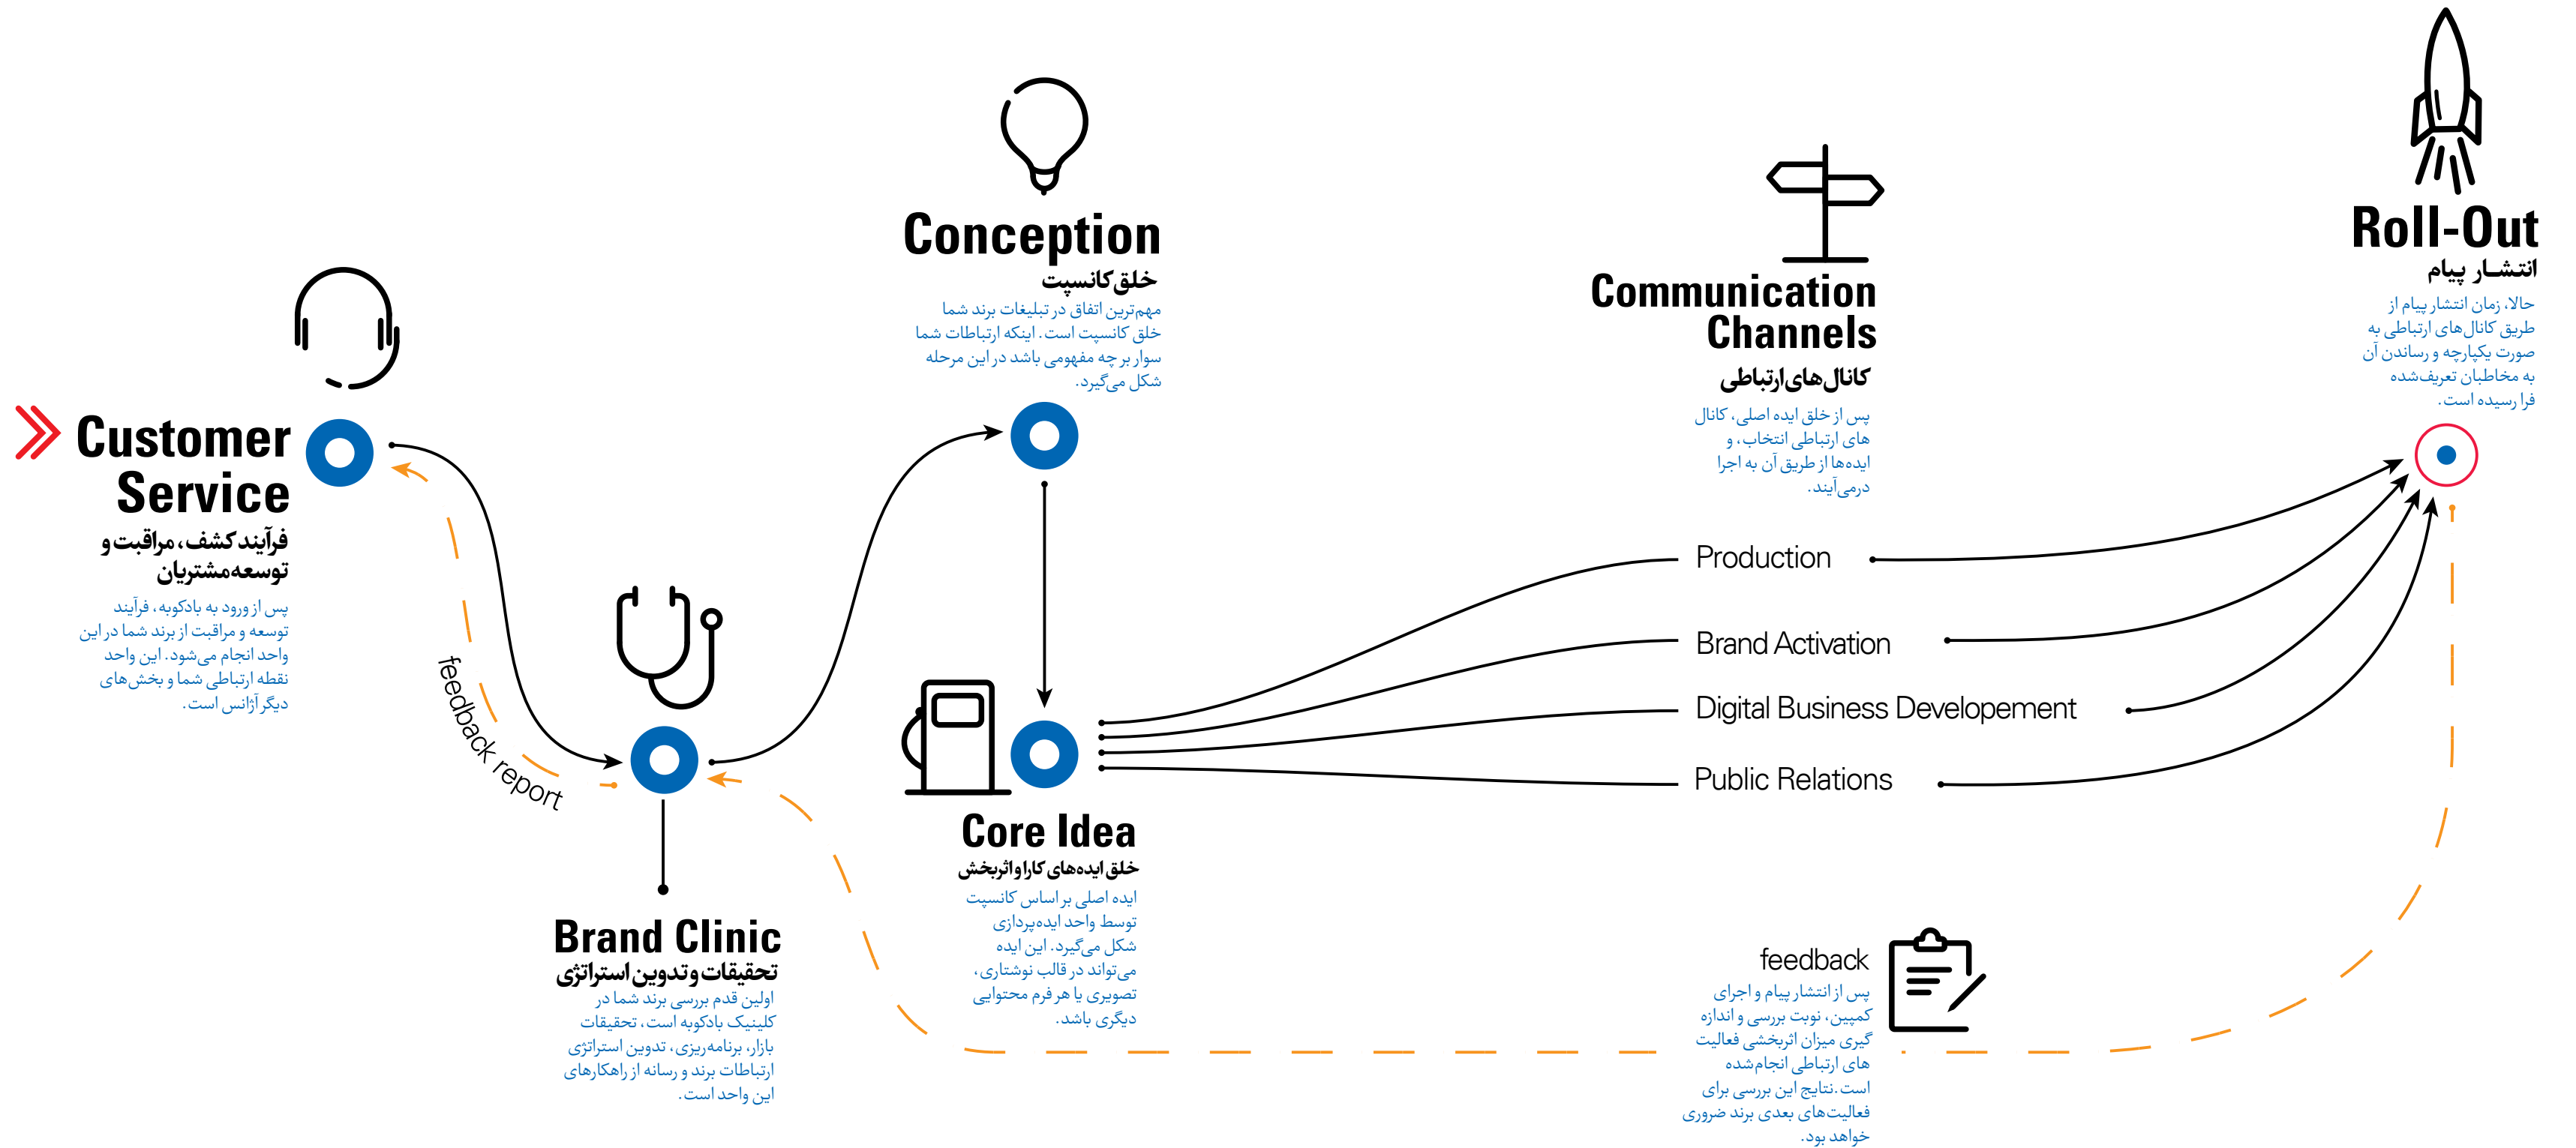 Customer
Service
فرآیند کشف، مراقبت و
توسعه مشتریان
پس از ورود به بادکوبه، فرآیند
توسعه و مراقبت از برند شما در این
واحد انجام می‌شود. این واحد
نقطه ارتباطی شما و بخش‌های
دیگر آژانس است.
feedback report
Brand Clinic
تحقیقات و تدوین استراتژی
اولین قدم بررسی برند شما در
کلینیک بادکوبه است، تحقیقات
بازار، برنامه‌ریزی، تدوین استراتژی
ارتباطات برند و رسانه از راهکارهای
این واحد است.
Conception
خلق کانسپت
مهم‌ترین اتفاق در تبلیغات برند شما
خلق کانسپت است. اینکه ارتباطات شما
سوار بر چه مفهومی باشد در این مرحله
شکل می‌گیرد.
Core Idea
خلق ایده‌های کارا و اثربخش
ایده اصلی بر اساس کانسپت
توسط واحد ایده‌پردازی
شکل می‌گیرد. این ایده
می‌تواند در قالب نوشتاری،
تصویری یا هر فرم محتوایی
دیگری باشد.
Communication
Channels
کانال‌های ارتباطی
پس از خلق ایده اصلی، کانال
های ارتباطی انتخاب، و
ایده‌ها از طریق آن به اجرا
درمی‌آیند.
Production
Brand Activation
Digital Business Developement
Public Relations
Roll-Out
انتشار پیام
حالا، زمان انتشار پیام از
طریق کانال‌های ارتباطی به
صورت یکپارچه و رساندن آن
به مخاطبان تعریف‌شده
فرا رسیده است.
feedback
پس از انتشار پیام و اجرای
کمپین، نوبت بررسی و اندازه
گیری میزان اثربخشی فعالیت
های ارتباطی انجام‌شده
است.نتایج این بررسی برای
فعالیت‌های بعدی برند ضروری
خواهد بود.